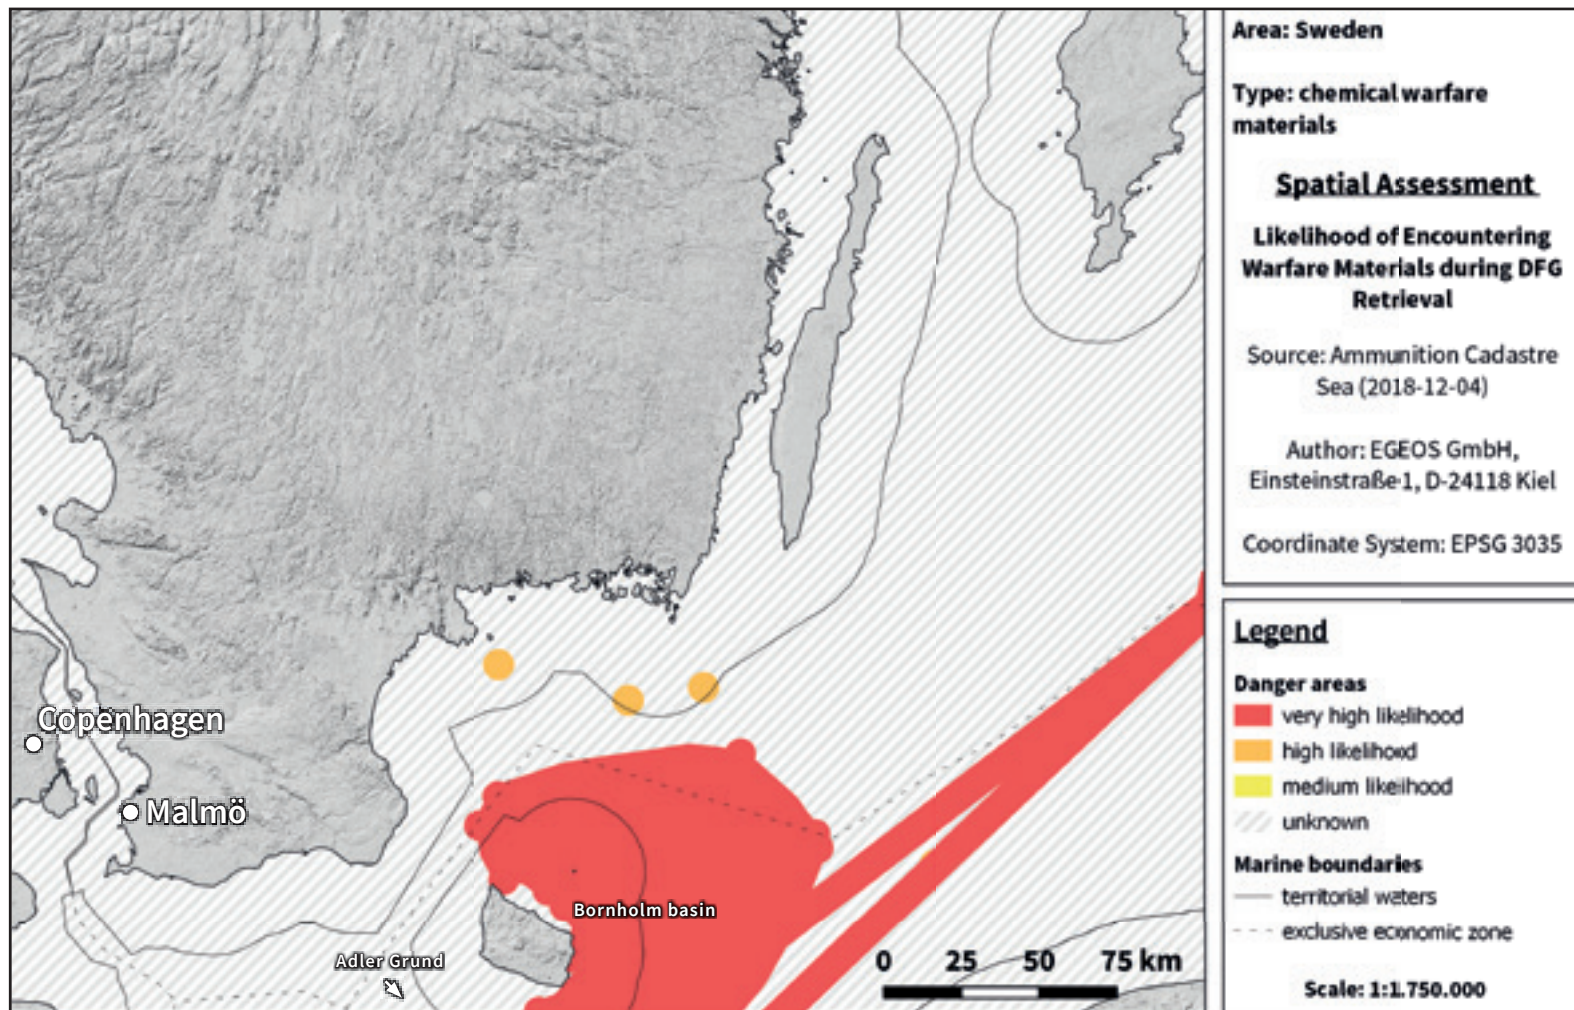 Area: Sweden
Type: chemical warfare
materials
Spatial Assessment
Likelihood of Encountering
Warfare Materials during DFG
Retrieval
Source: Ammunition Cadastre
Sea (2018-12-04)
Author: EGEOS GmbH,
Einsteinstraße 1, D-24118 Kiel
Coordinate System: EPSG 3035
Legend
Danger areas
very high likelihood
high likelihood
medium likelihood
unknown
Marine boundaries
territorial waters
exclusive economic zone
Scale: 1:1.750.000
Copenhagen
Malmö
Bornholm basin
Adler Grund
0 25 50 75 km